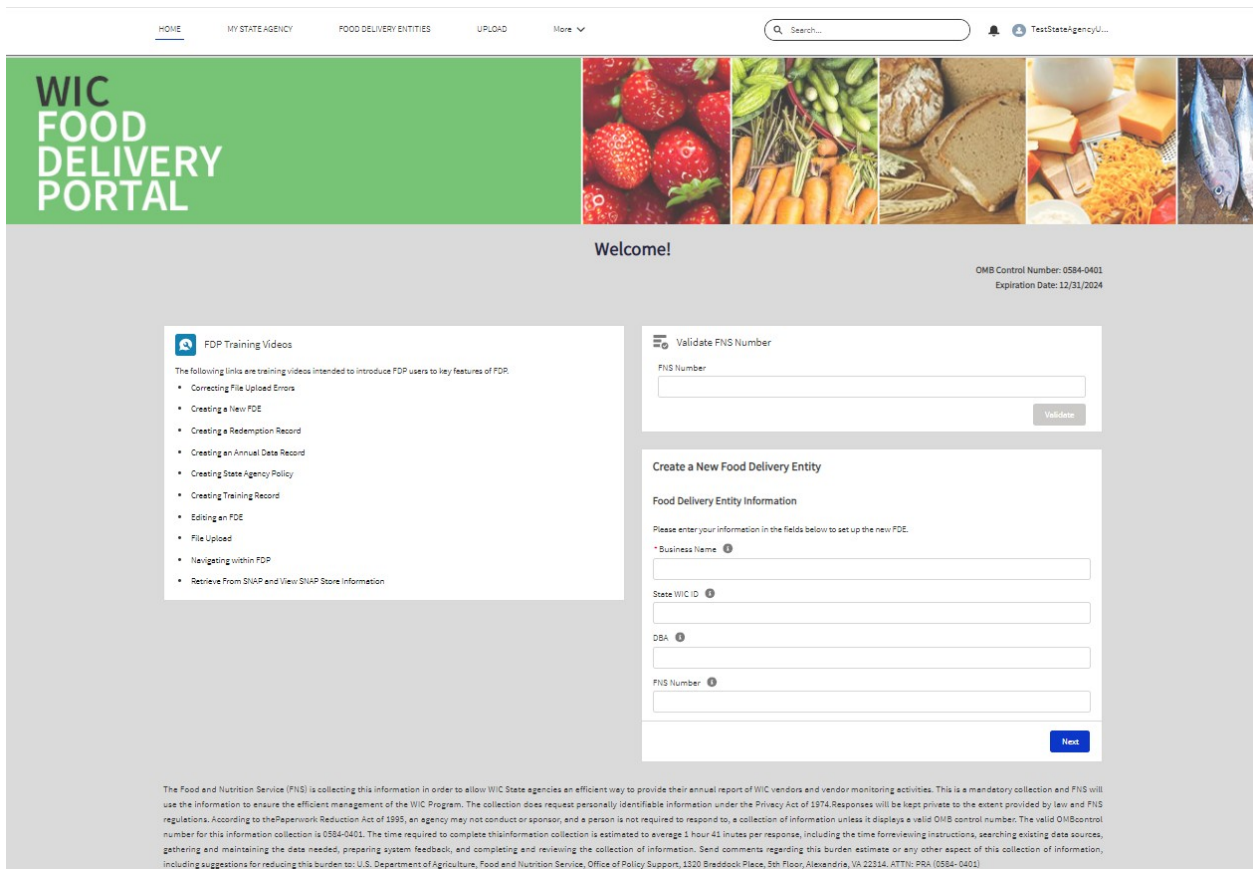 HOME MY STATE AGENCY FOOD DELIVERY ENTITIES UPLOAD More Search... TestStateAgencyU...
WIC
FOOD
DELIVERY
PORTAL
Welcome!
OMB Control Number: 0584-0401
Expiration Date: 12/31/2024
FDP Training Videos
The following links are training videos intended to introduce FDP users to key features of FDP.
• Correcting File Upload Errors
• Creating a New FDE
• Creating a Redemption Record
• Creating an Annual Data Record
• Creating State Agency Policy
• Creating Training Record
• Editing an FDE
• File Upload
• Navigating within FDP
• Retrieve From SNAP and View SNAP Store Information
Validate FNS Number
FNS Number
Validate
Create a New Food Delivery Entity
Food Delivery Entity Information
Please enter your information in the fields below to set up the new FDE.
* Business Name
State WIC ID
DBA
FNS Number
Next
The Food and Nutrition Service (FNS) is collecting this information in order to allow WIC State agencies an efficient way to provide their annual report of WIC vendors and vendor monitoring activities. This is a mandatory collection and FNS will
use the information to ensure the efficient management of the WIC Program. The collection does request personally identifiable information under the Privacy Act of 1974.Responses will be kept private to the extent provided by law and FNS
regulations. According to thePaperwork Reduction Act of 1995, an agency may not conduct or sponsor, and a person is not required to respond to, a collection of information unless it displays a valid OMB control number. The valid OMBcontrol
number for this information collection is 0584-0401. The time required to complete thisinformation collection is estimated to average 1 hour 41 inutes per response, including the time forreviewing instructions, searching existing data sources,
gathering and maintaining the data needed, preparing system feedback, and completing and reviewing the collection of information. Send comments regarding this burden estimate or any other aspect of this collection of information,
including suggestions for reducing this burden to: U.S. Department of Agriculture, Food and Nutrition Service, Office of Policy Support, 1320 Braddock Place, 5th Floor, Alexandria, VA 22314. ATTN: PRA (0584- 0401)